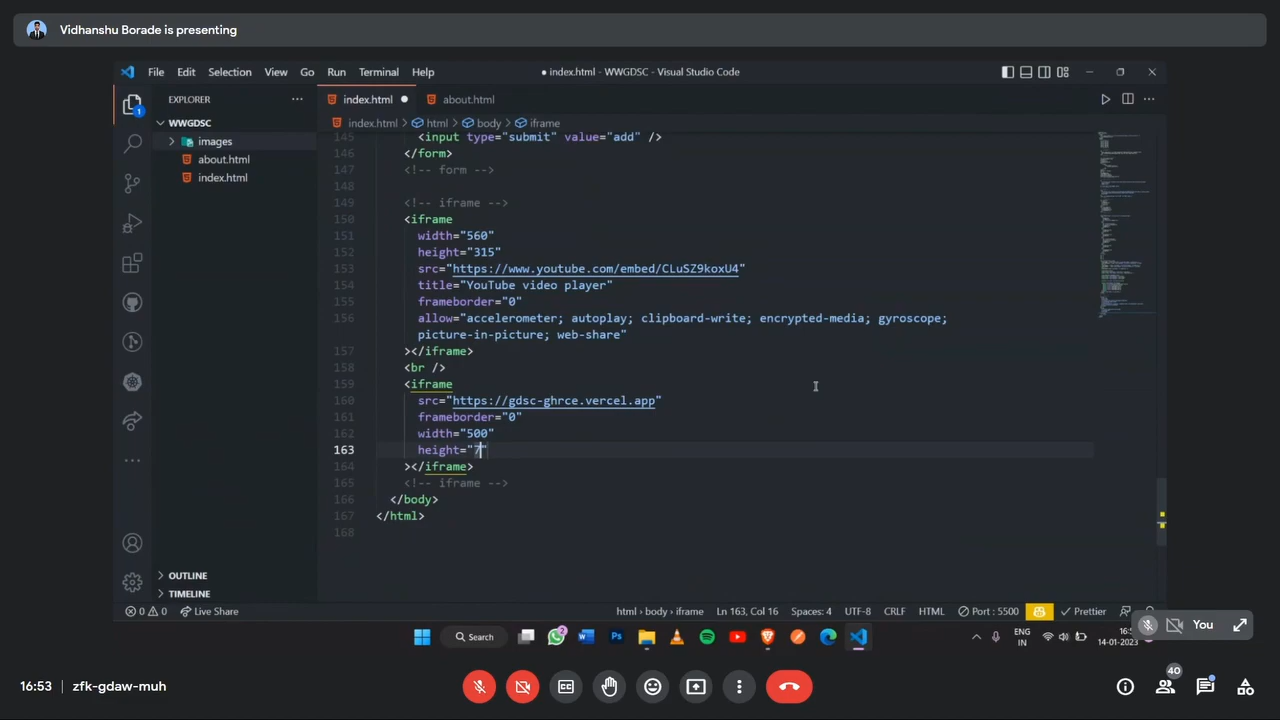 Vidhanshu Borade is presenting
File Edit Selection View Go Run Terminal Help
● index.html - WWGDSC - Visual Studio Code
EXPLORER
index.html ●
about.html
WWGDSC
index.html > html > body > iframe
images
about.html
index.html
145 <input type="submit" value="add" />
146 </form>
147 <!-- form -->
148
149 <!-- iframe -->
150 <iframe
151 width="560"
152 height="315"
153 src="https://www.youtube.com/embed/CLuSZ9koxU4"
154 title="YouTube video player"
155 frameborder="0"
156 allow="accelerometer; autoplay; clipboard-write; encrypted-media; gyroscope;
picture-in-picture; web-share"
157 ></iframe>
158 <br />
159 <iframe
160 src="https://gdsc-ghrce.vercel.app"
161 frameborder="0"
162 width="500"
163 height="7"
164 ></iframe>
165 <!-- iframe -->
166 </body>
167 </html>
168
OUTLINE
TIMELINE
0 0 Live Share
html > body > iframe Ln 163, Col 16 Spaces: 4 UTF-8 CRLF HTML Port : 5500 Prettier
You
Search
2
ENG
IN
14-01-2023
16:53 | zfk-gdaw-muh
40